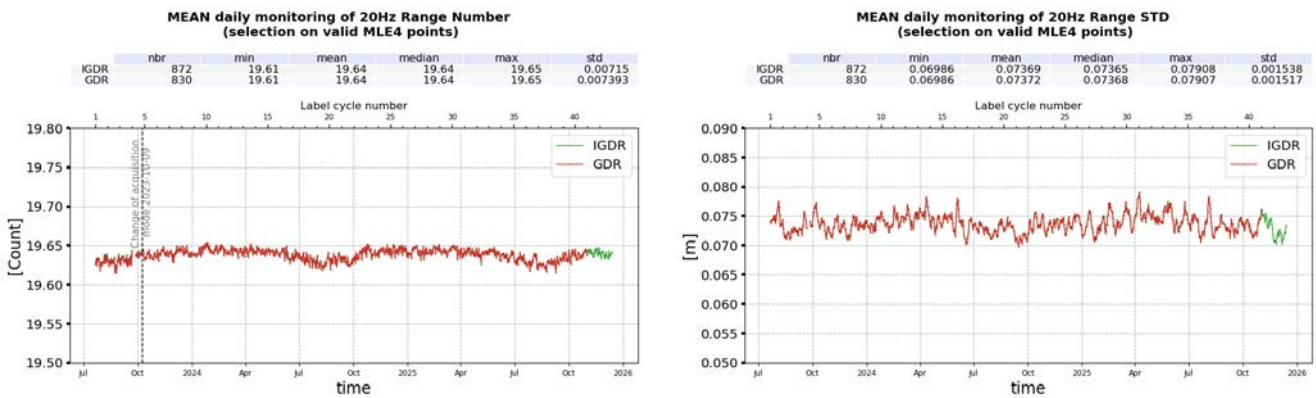 MEAN daily monitoring of 20Hz Range Number
(selection on valid MLE4 points)
nbr min mean median max std
IGDR 872 19.61 19.64 19.64 19.65 0.00715
GDR 830 19.61 19.64 19.64 19.65 0.007393
Label cycle number
1 5 10 15 20 25 30 35 40
19.80
19.75
19.70
19.65
19.60
19.55
19.50
[Count]
Change of acquisition
mode 2023-10-09
IGDR
GDR
Jul Oct 2024 Apr Jul Oct 2025 Apr Jul Oct 2026
time
MEAN daily monitoring of 20Hz Range STD
(selection on valid MLE4 points)
nbr min mean median max std
IGDR 872 0.06986 0.07369 0.07365 0.07908 0.001538
GDR 830 0.06986 0.07372 0.07368 0.07907 0.001517
Label cycle number
1 5 10 15 20 25 30 35 40
0.090
0.085
0.080
0.075
0.070
0.065
0.060
0.055
0.050
[m]
IGDR
GDR
Jul Oct 2024 Apr Jul Oct 2025 Apr Jul Oct 2026
time